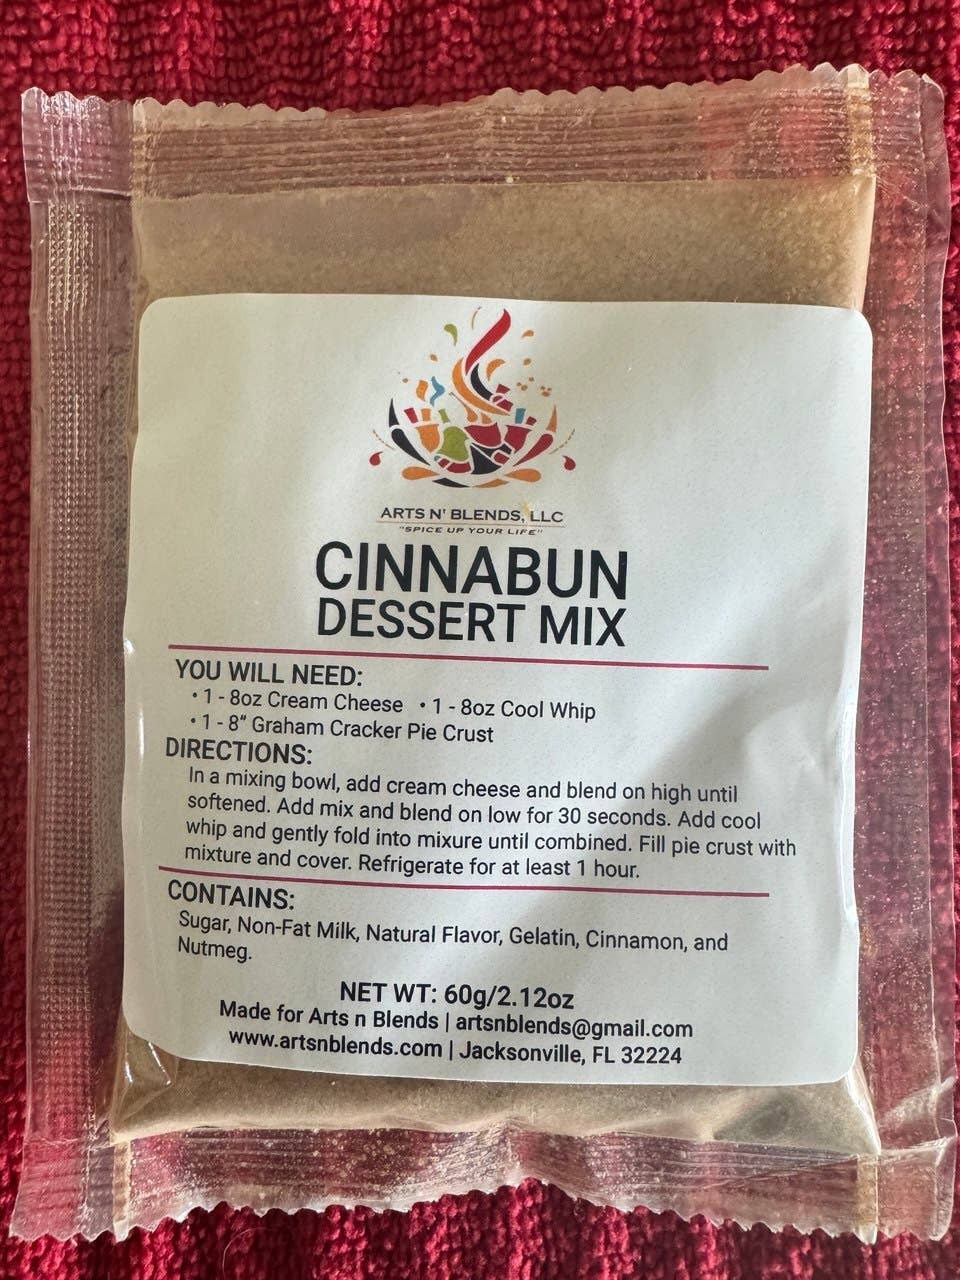 ARTS N' BLENDS, LLC
"SPICE UP YOUR LIFE"
CINNABUN
DESSERT MIX
YOU WILL NEED:
• 1 - 8oz Cream Cheese • 1 - 8oz Cool Whip
• 1 - 8" Graham Cracker Pie Crust
DIRECTIONS:
In a mixing bowl, add cream cheese and blend on high until
softened. Add mix and blend on low for 30 seconds. Add cool
whip and gently fold into mixure until combined. Fill pie crust with
mixture and cover. Refrigerate for at least 1 hour.
CONTAINS:
Sugar, Non-Fat Milk, Natural Flavor, Gelatin, Cinnamon, and
Nutmeg.
NET WT: 60g/2.12oz
Made for Arts n Blends | artsnblends@gmail.com
www.artsnblends.com | Jacksonville, FL 32224